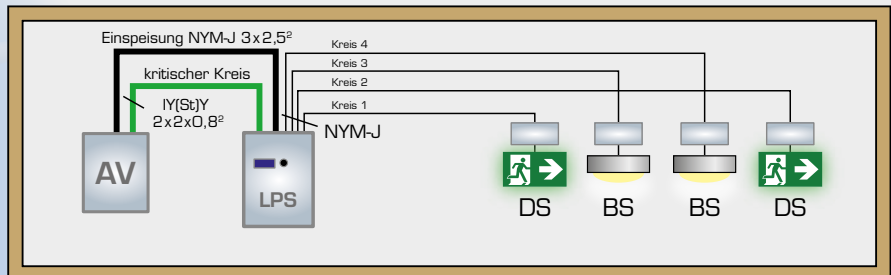 Einspeisung NYM-J 3x2,5²
kritischer Kreis
IY(St)Y
2x2x0,8²
Kreis 4
Kreis 3
Kreis 2
Kreis 1
NYM-J
AV
LPS
DS
BS
BS
DS